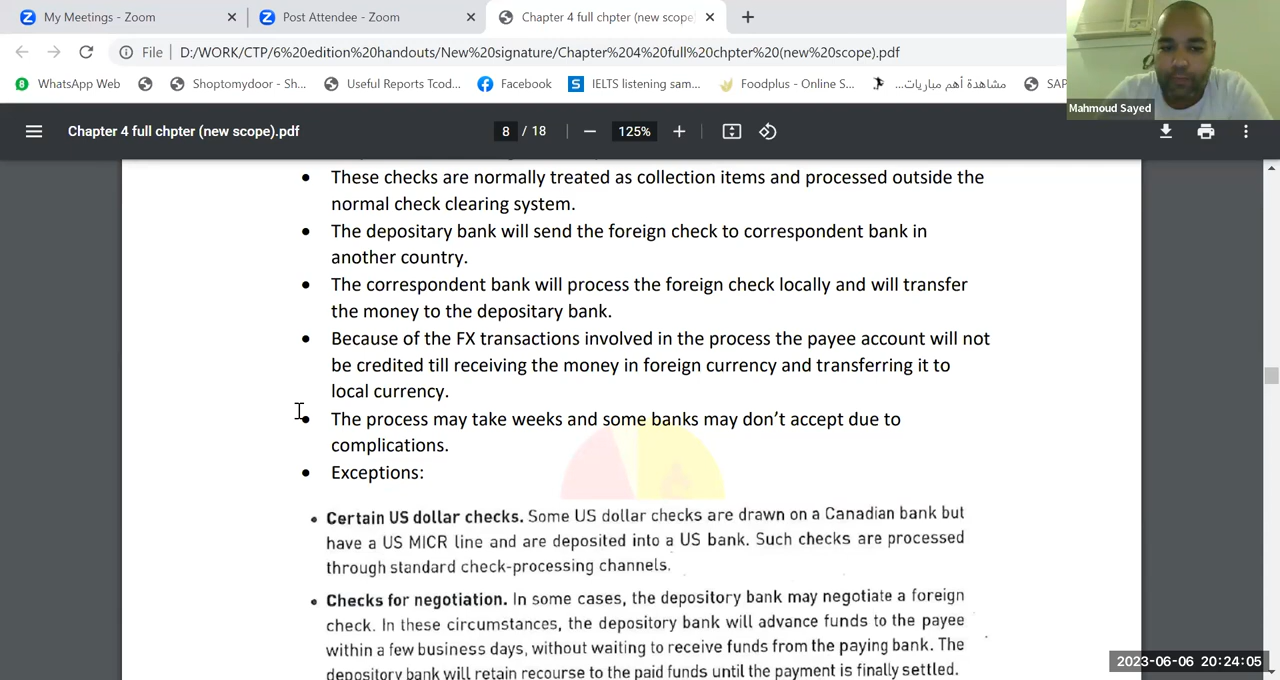 My Meetings - Zoom
Post Attendee - Zoom
Chapter 4 full chpter (new scope)
File
D:/WORK/CTP/6%20edition%20handouts/New%20signature/Chapter%204%20full%20chpter%20(new%20scope).pdf
WhatsApp Web
Shoptomydoor - Sh...
Useful Reports Tcod...
Facebook
IELTS listening sam...
Foodplus - Online S...
مشاهدة أهم مباريات...
SAP
Mahmoud Sayed
Chapter 4 full chpter (new scope).pdf
8 / 18
125%
These checks are normally treated as collection items and processed outside the
normal check clearing system.
The depositary bank will send the foreign check to correspondent bank in
another country.
The correspondent bank will process the foreign check locally and will transfer
the money to the depositary bank.
Because of the FX transactions involved in the process the payee account will not
be credited till receiving the money in foreign currency and transferring it to
local currency.
The process may take weeks and some banks may don't accept due to
complications.
Exceptions:
Certain US dollar checks. Some US dollar checks are drawn on a Canadian bank but
have a US MICR line and are deposited into a US bank. Such checks are processed
through standard check-processing channels.
Checks for negotiation. In some cases, the depository bank may negotiate a foreign
check. In these circumstances, the depository bank will advance funds to the payee
within a few business days, without waiting to receive funds from the paying bank. The
depository bank will retain recourse to the paid funds until the payment is finally settled.
2023-06-06 20:24:05